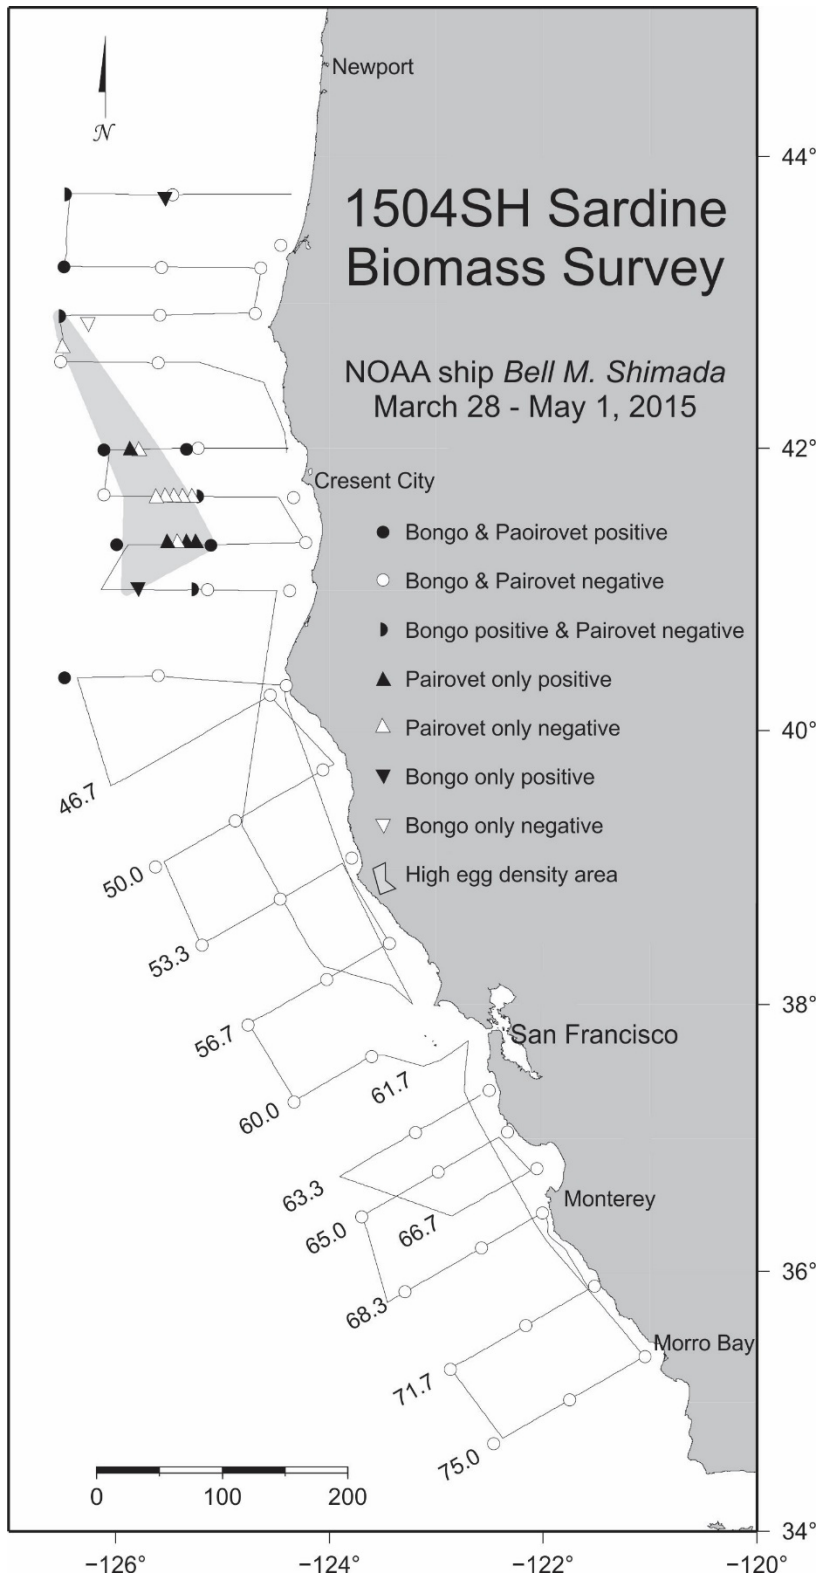 Newport
N
44°
1504SH Sardine
Biomass Survey
NOAA ship Bell M. Shimada
March 28 - May 1, 2015
42°
Cresent City
Bongo & Paoirovet positive
Bongo & Pairovet negative
Bongo positive & Pairovet negative
Pairovet only positive
Pairovet only negative
Bongo only positive
Bongo only negative
High egg density area
40°
46.7
50.0
53.3
38°
San Francisco
56.7
60.0
61.7
63.3
Monterey
65.0
66.7
36°
68.3
Morro Bay
71.7
75.0
0 100 200
34°
−126° −124° −122° −120°